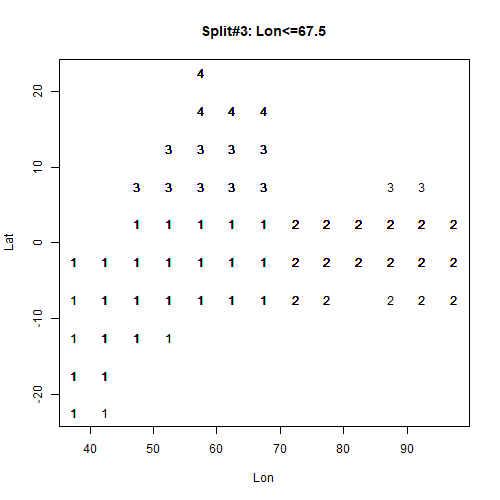 Split#3: Lon<=67.5
4
20
4 4 4
3 3 3 3
10
3 3 3 3 3 3 3
1 1 1 1 1 2 2 2 2 2 2
0
Lat
1 1 1 1 1 1 1 2 2 2 2 2 2
1 1 1 1 1 1 1 2 2 2 2 2
-10
1 1 1 1
1 1
-20
1 1
40 50 60 70 80 90
Lon